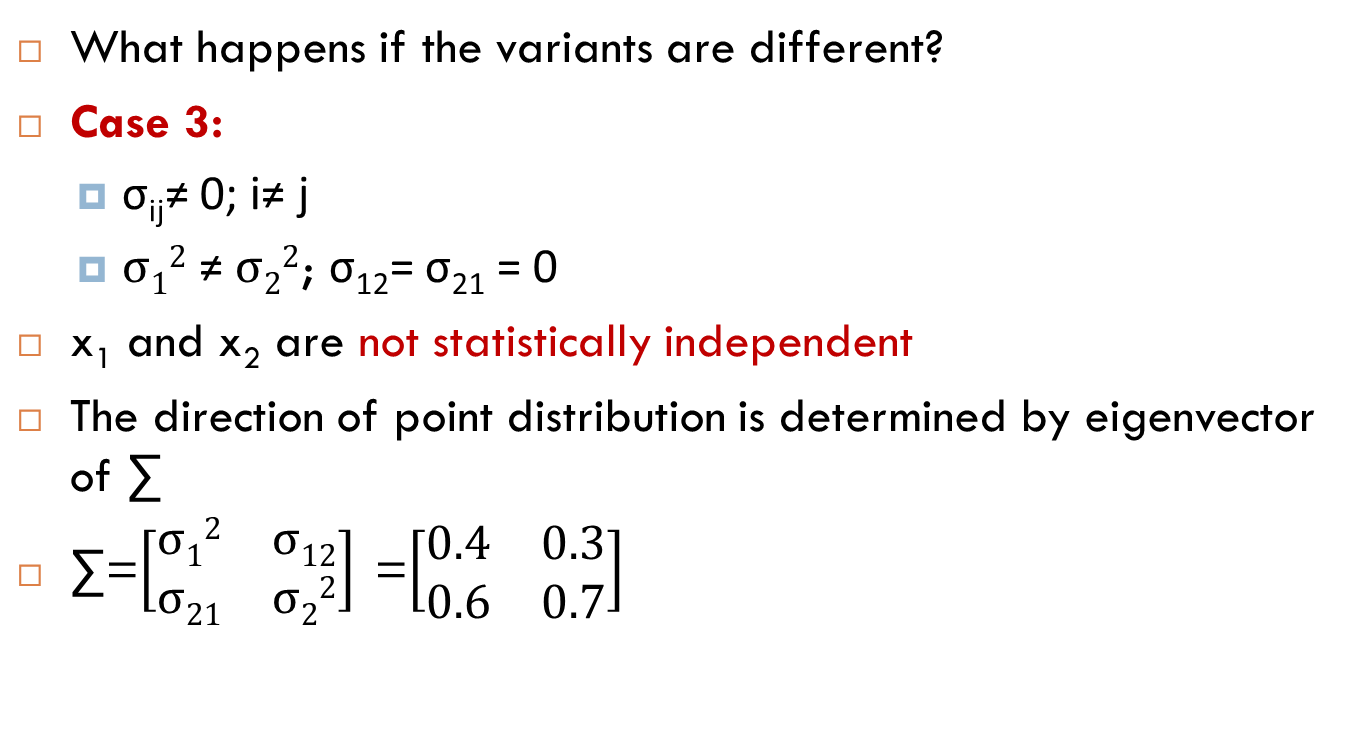 What happens if the variants are different?
Case 3:
σij≠ 0; i≠ j
σ₁² ≠ σ₂²; σ₁₂= σ₂₁ = 0
x₁ and x₂ are not statistically independent
The direction of point distribution is determined by eigenvector
of ∑
∑=[σ₁² σ₁₂; σ₂₁ σ₂²] =[0.4 0.3; 0.6 0.7]